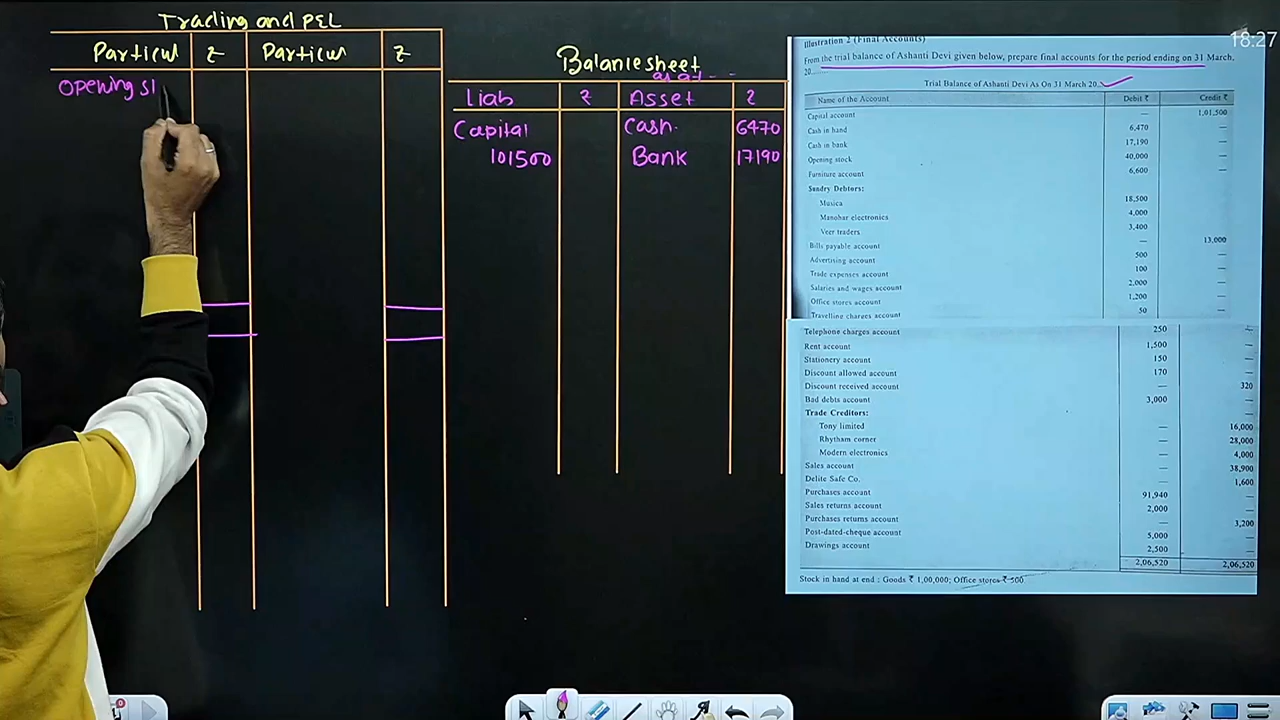 Trading and P&L
Particul ₹ Particul ₹
Opening st
Balancesheet
as at - - -
Liab ₹ Asset ₹
Capital Cash. 6470
101500 Bank 17190
18:27
Illustration 2 (Final Accounts)
From the trial balance of Ashanti Devi given below, prepare final accounts for the period ending on 31 March,
20........
Trial Balance of Ashanti Devi As On 31 March 20..
Name of the Account Debit ₹ Credit ₹
Capital account — 1,01,500
Cash in hand 6,470 —
Cash in bank 17,190 —
Opening stock 40,000 —
Furniture account 6,600 —
Sundry Debtors:
Musica 18,500
Manohar electronics 4,000
Veer traders 3,400
Bills payable account — 13,000
Advertising account 500 —
Trade expenses account 100 —
Salaries and wages account 2,000 —
Office stores account 1,200 —
Travelling charges account 50 —
Telephone charges account 250 —
Rent account 1,500 —
Stationery account 150 —
Discount allowed account 170 —
Discount received account — 320
Bad debts account 3,000 —
Trade Creditors:
Tony limited — 16,000
Rhytham corner — 28,000
Modern electronics — 4,000
Sales account — 38,900
Delite Safe Co. 1,600
Purchases account 91,940 —
Sales returns account 2,000 —
Purchases returns account — 3,200
Post-dated-cheque account 5,000 —
Drawings account 2,500 —
2,06,520 2,06,520
Stock in hand at end : Goods ₹ 1,00,000; Office stores ₹ 500